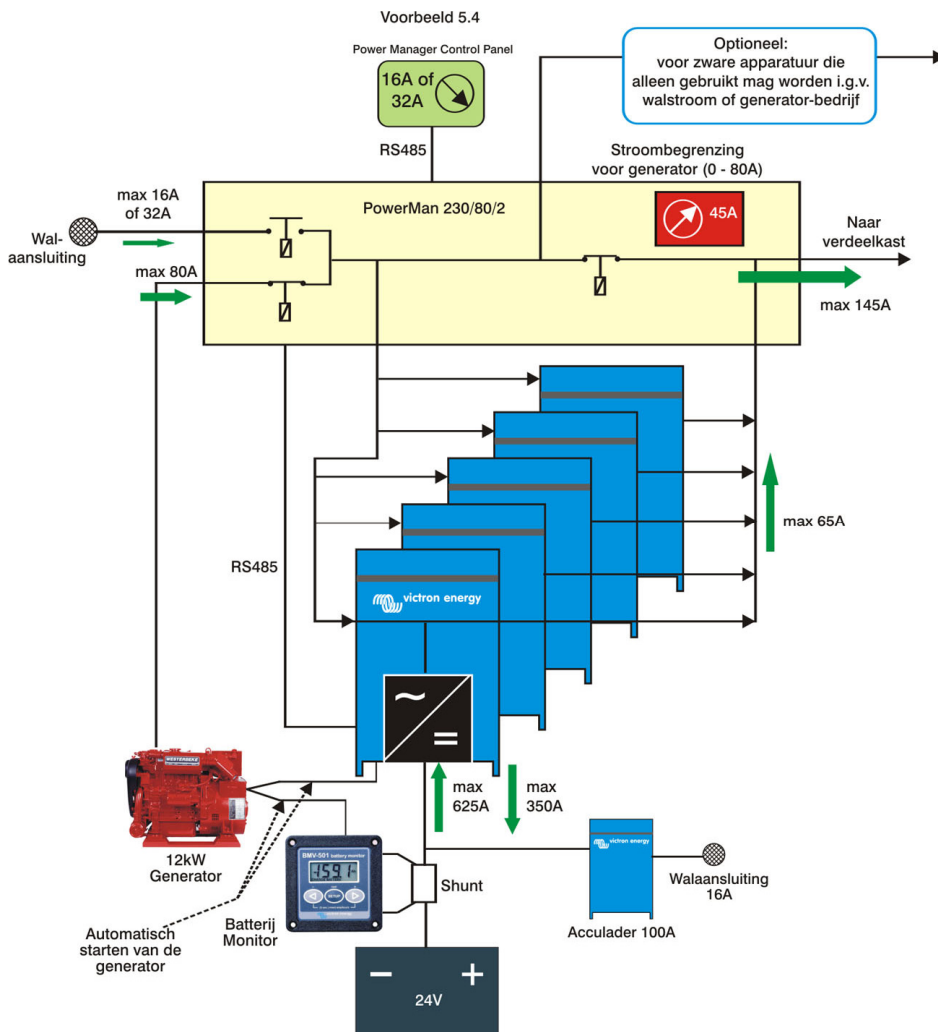 Voorbeeld 5.4
Power Manager Control Panel
16A of
32A
RS485
Optioneel:
voor zware apparatuur die
alleen gebruikt mag worden i.g.v.
walstroom of generator-bedrijf
Stroombegrenzing
voor generator (0 - 80A)
max 16A
of 32A
Wal-
aansluiting
PowerMan 230/80/2
45A
Naar
verdeelkast
max 80A
max 145A
max 65A
RS485
victron energy
~
=
max
625A
max
350A
WESTERBEKE
12kW
Generator
BMV-501 battery monitor
159.1
SETUP
Shunt
victron energy
Walaansluiting
16A
Acculader 100A
Automatisch
starten van de
generator
Batterij
Monitor
− +
24V